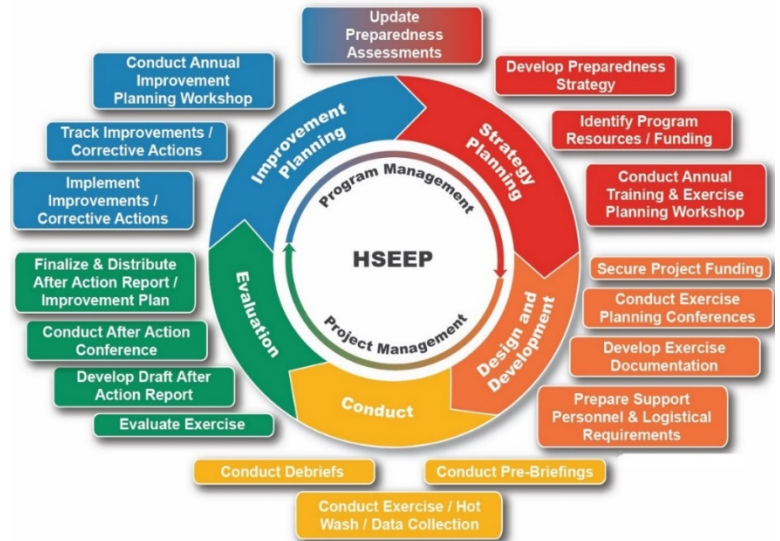 Update
Preparedness
Assessments
Develop Preparedness
Strategy
Identify Program
Resources / Funding
Conduct Annual
Training & Exercise
Planning Workshop
Secure Project Funding
Conduct Exercise
Planning Conferences
Develop Exercise
Documentation
Prepare Support
Personnel & Logistical
Requirements
Conduct Pre-Briefings
Conduct Exercise / Hot
Wash / Data Collection
Conduct Debriefs
Evaluate Exercise
Develop Draft After
Action Report
Conduct After Action
Conference
Finalize & Distribute
After Action Report /
Improvement Plan
Implement
Improvements /
Corrective Actions
Track Improvements /
Corrective Actions
Conduct Annual
Improvement
Planning Workshop
Improvement
Planning
Strategy
Planning
Design and
Development
Conduct
Evaluation
Program Management
HSEEP
Project Management